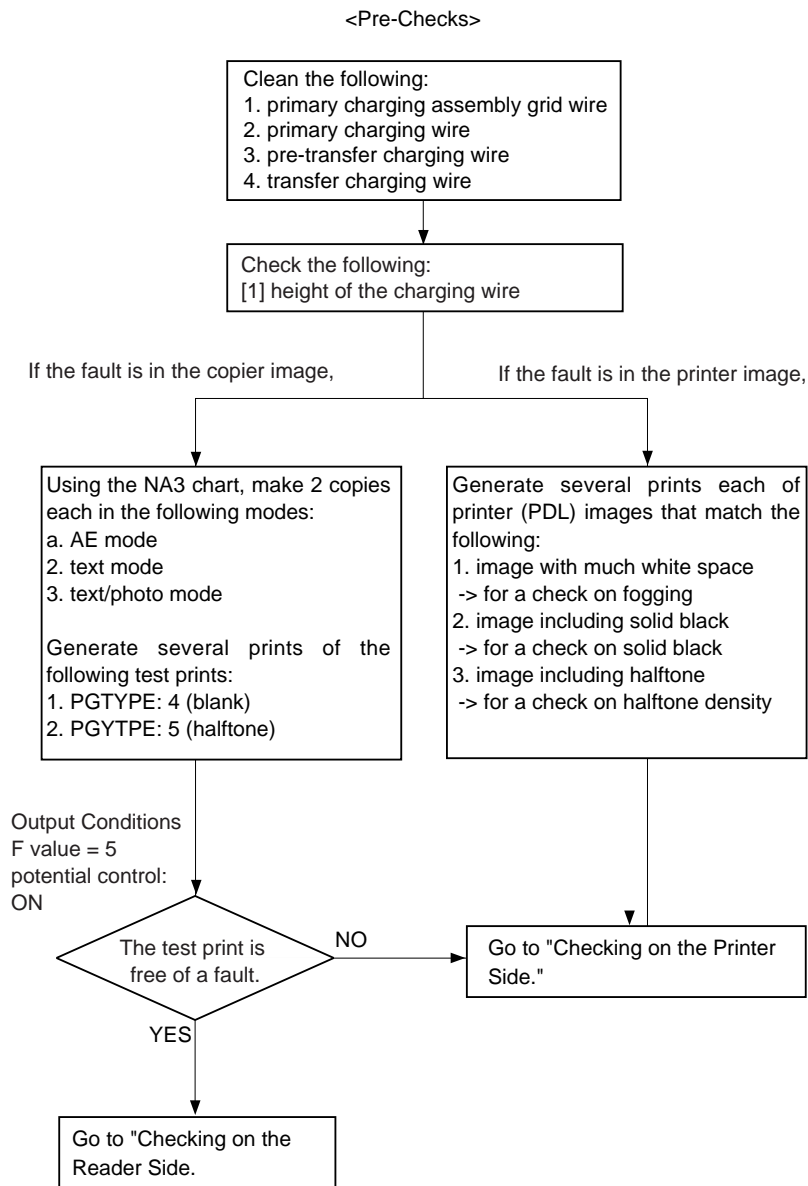 <Pre-Checks>
Clean the following:
1. primary charging assembly grid wire
2. primary charging wire
3. pre-transfer charging wire
4. transfer charging wire
Check the following:
[1] height of the charging wire
If the fault is in the copier image,
If the fault is in the printer image,
Using the NA3 chart, make 2 copies
each in the following modes:
a. AE mode
2. text mode
3. text/photo mode
Generate several prints of the
following test prints:
1. PGTYPE: 4 (blank)
2. PGYTPE: 5 (halftone)
Generate several prints each of
printer (PDL) images that match the
following:
1. image with much white space
-> for a check on fogging
2. image including solid black
-> for a check on solid black
3. image including halftone
-> for a check on halftone density
Output Conditions
F value = 5
potential control:
ON
The test print is
free of a fault.
NO
Go to "Checking on the Printer
Side."
YES
Go to "Checking on the
Reader Side.